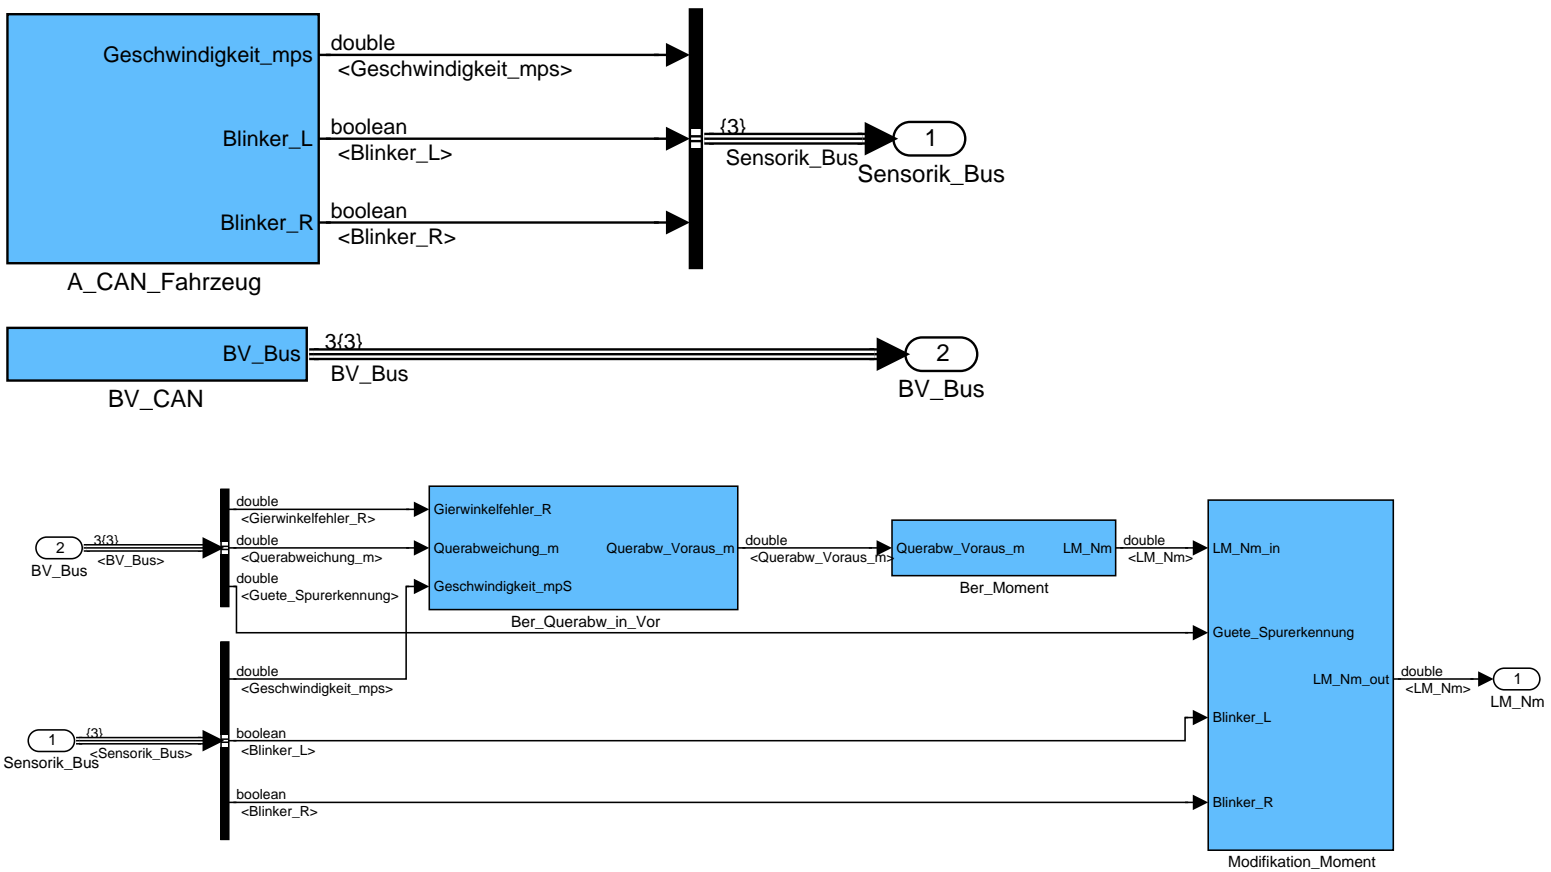 Geschwindigkeit_mps
double
<Geschwindigkeit_mps>
Blinker_L
boolean
<Blinker_L>
{3}
Sensorik_Bus
1
Sensorik_Bus
Blinker_R
boolean
<Blinker_R>
A_CAN_Fahrzeug
BV_Bus
3{3}
BV_Bus
2
BV_Bus
BV_CAN
2
BV_Bus
3{3}
<BV_Bus>
double
<Gierwinkelfehler_R>
double
<Querabweichung_m>
double
<Guete_Spurerkennung>
Gierwinkelfehler_R
Querabweichung_m
Querabw_Voraus_m
Geschwindigkeit_mpS
Ber_Querabw_in_Vor
double
<Querabw_Voraus_m>
Querabw_Voraus_m
LM_Nm
Ber_Moment
double
<LM_Nm>
LM_Nm_in
Guete_Spurerkennung
LM_Nm_out
Blinker_L
Blinker_R
Modifikation_Moment
double
<LM_Nm>
1
LM_Nm
1
Sensorik_Bus
{3}
<Sensorik_Bus>
double
<Geschwindigkeit_mps>
boolean
<Blinker_L>
boolean
<Blinker_R>